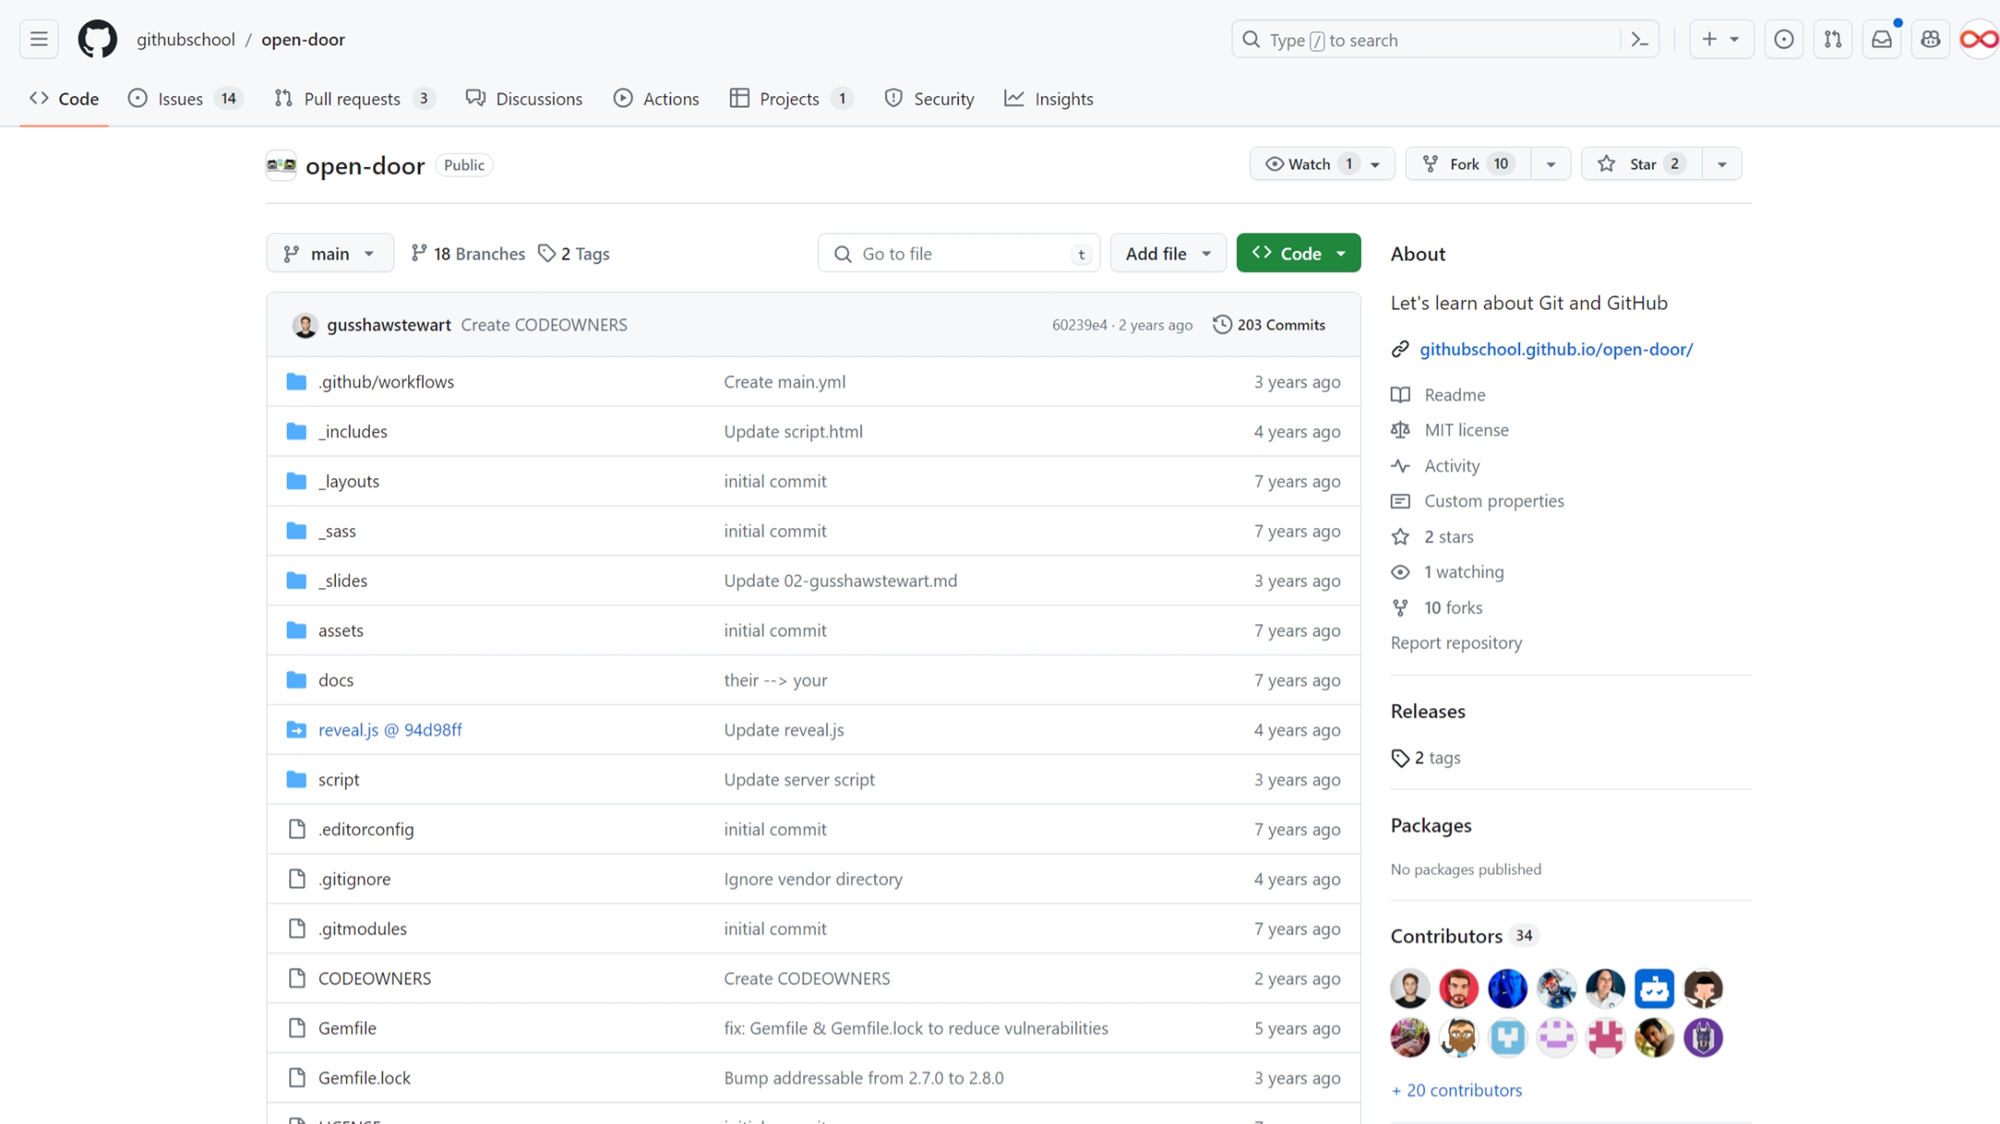 githubschool / open-door
Type / to search
Code
Issues 14
Pull requests 3
Discussions
Actions
Projects 1
Security
Insights
open-door Public
Watch 1
Fork 10
Star 2
main
18 Branches
2 Tags
Go to file t
Add file
Code
gusshawstewart Create CODEOWNERS 60239e4 · 2 years ago 203 Commits
.github/workflows Create main.yml 3 years ago
_includes Update script.html 4 years ago
_layouts initial commit 7 years ago
_sass initial commit 7 years ago
_slides Update 02-gusshawstewart.md 3 years ago
assets initial commit 7 years ago
docs their --> your 7 years ago
reveal.js @ 94d98ff Update reveal.js 4 years ago
script Update server script 3 years ago
.editorconfig initial commit 7 years ago
.gitignore Ignore vendor directory 4 years ago
.gitmodules initial commit 7 years ago
CODEOWNERS Create CODEOWNERS 2 years ago
Gemfile fix: Gemfile & Gemfile.lock to reduce vulnerabilities 5 years ago
Gemfile.lock Bump addressable from 2.7.0 to 2.8.0 3 years ago
About
Let's learn about Git and GitHub
githubschool.github.io/open-door/
Readme
MIT license
Activity
Custom properties
2 stars
1 watching
10 forks
Report repository
Releases
2 tags
Packages
No packages published
Contributors 34
+ 20 contributors